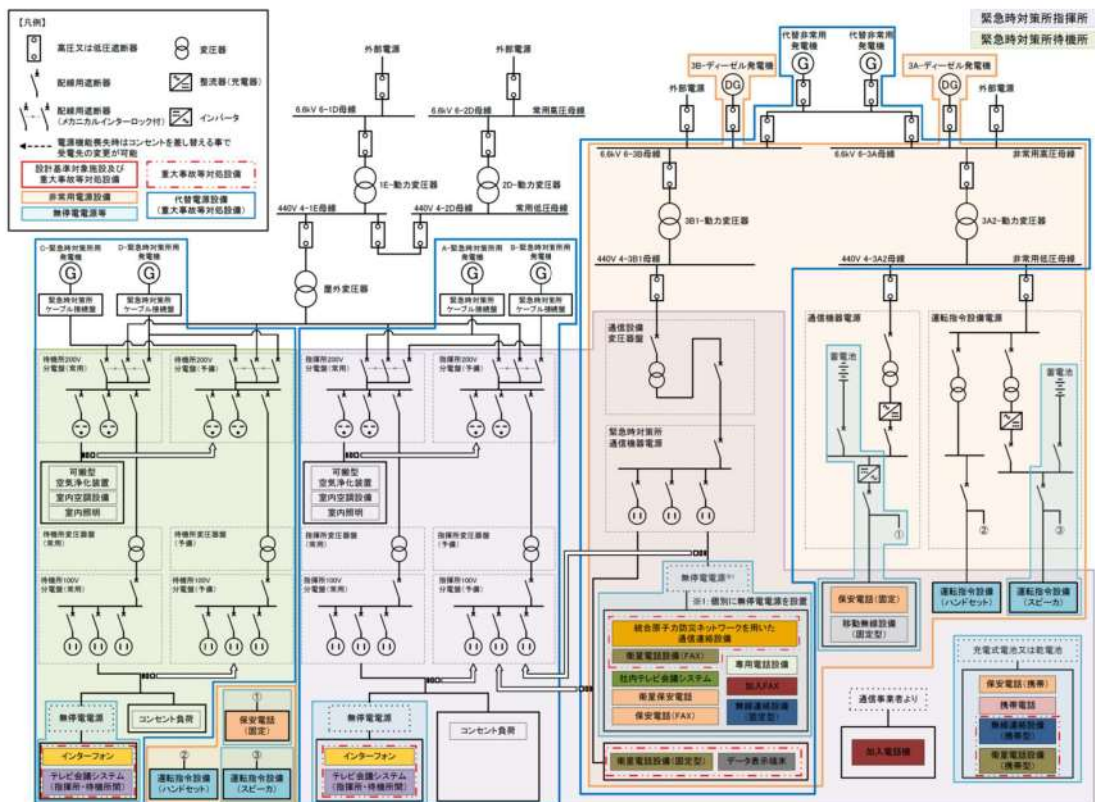 【凡例】
高圧又は低圧遮断器
変圧器
配線用遮断器
整流器(充電器)
配線用遮断器
(メカニカルインターロック付)
インバータ
電源機能喪失時はコンセントを差し替える事で
受電先の変更が可能
設計基準対象施設及び
重大事故等対処設備
重大事故等対処設備
非常用電源設備
無停電電源等
代替電源設備
(重大事故等対処設備)
緊急時対策所指揮所
緊急時対策所待機所
外部電源
外部電源
6.6kV 6-1D母線
6.6kV 6-2D母線
常用高圧母線
1E-動力変圧器
2D-動力変圧器
440V 4-1E母線
440V 4-2D母線
常用低圧母線
屋外変圧器
代替非常用
発電機
G
代替非常用
発電機
G
3B-ディーゼル発電機
DG
3A-ディーゼル発電機
DG
外部電源
外部電源
6.6kV 6-3B母線
6.6kV 6-3A母線
非常用高圧母線
3B1-動力変圧器
3A2-動力変圧器
440V 4-3B1母線
440V 4-3A2母線
非常用低圧母線
C-緊急時対策所用
発電機
G
D-緊急時対策所用
発電機
G
A-緊急時対策所用
発電機
G
B-緊急時対策所用
発電機
G
緊急時対策所
ケーブル接続盤
緊急時対策所
ケーブル接続盤
緊急時対策所
ケーブル接続盤
緊急時対策所
ケーブル接続盤
待機所200V
分電盤(常用)
待機所200V
分電盤(予備)
指揮所200V
分電盤(常用)
指揮所200V
分電盤(予備)
可搬型
空気浄化装置
室内空調設備
室内照明
可搬型
空気浄化装置
室内空調設備
室内照明
待機所変圧器盤
(常用)
待機所変圧器盤
(予備)
指揮所変圧器盤
(常用)
指揮所変圧器盤
(予備)
待機所100V
分電盤(常用)
待機所100V
分電盤(予備)
指揮所100V
分電盤(常用)
指揮所100V
分電盤(予備)
無停電電源
コンセント負荷
インターフォン
テレビ会議システム
(指揮所・待機所間)
①
保安電話
(固定)
②
運転指令設備
(ハンドセット)
③
運転指令設備
(スピーカ)
無停電電源
コンセント負荷
インターフォン
テレビ会議システム
(指揮所・待機所間)
通信設備
変圧器盤
緊急時対策所
通信機器電源
無停電電源※1
※1:個別に無停電電源を設置
統合原子力防災ネットワークを用いた
通信連絡設備
衛星電話設備(FAX)
専用電話設備
社内テレビ会議システム
加入FAX
衛星保安電話
無線連絡設備
(固定型)
保安電話(FAX)
衛星電話設備(固定型)
データ表示端末
通信機器電源
蓄電池
①
運転指令設備電源
蓄電池
②
③
保安電話(固定)
移動無線設備
(固定型)
運転指令設備
(ハンドセット)
運転指令設備
(スピーカ)
通信事業者より
加入電話機
充電式電池又は乾電池
保安電話(携帯)
携帯電話
無線連絡設備
(携帯型)
衛星電話設備
(携帯型)